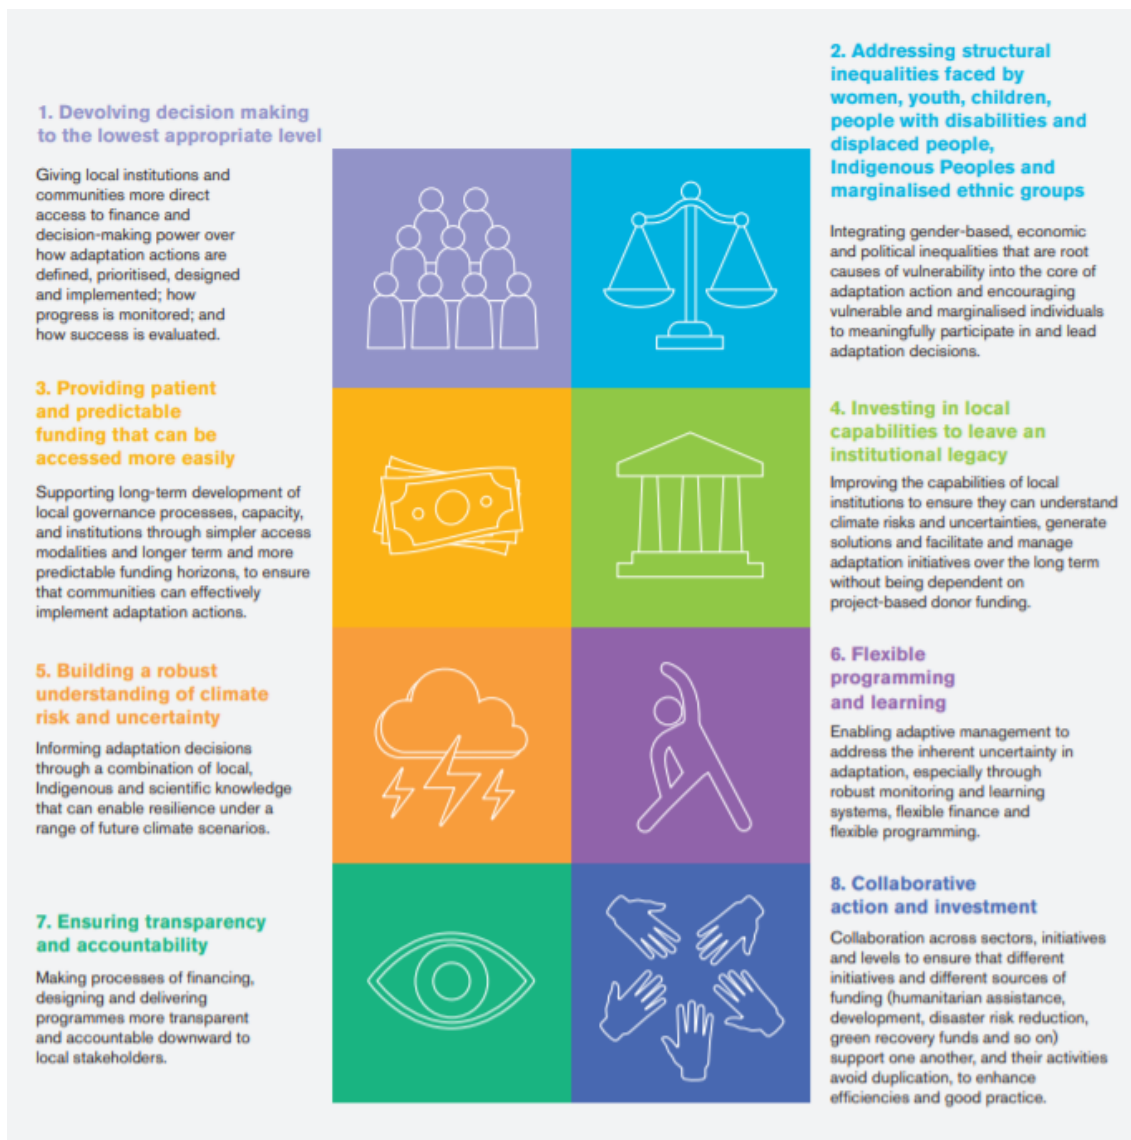 1. Devolving decision making
to the lowest appropriate level
Giving local institutions and
communities more direct
access to finance and
decision-making power over
how adaptation actions are
defined, prioritised, designed
and implemented; how
progress is monitored; and
how success is evaluated.
2. Addressing structural
inequalities faced by
women, youth, children,
people with disabilities and
displaced people,
Indigenous Peoples and
marginalised ethnic groups
Integrating gender-based, economic
and political inequalities that are root
causes of vulnerability into the core of
adaptation action and encouraging
vulnerable and marginalised individuals
to meaningfully participate in and lead
adaptation decisions.
3. Providing patient
and predictable
funding that can be
accessed more easily
Supporting long-term development of
local governance processes, capacity,
and institutions through simpler access
modalities and longer term and more
predictable funding horizons, to ensure
that communities can effectively
implement adaptation actions.
4. Investing in local
capabilities to leave an
institutional legacy
Improving the capabilities of local
institutions to ensure they can understand
climate risks and uncertainties, generate
solutions and facilitate and manage
adaptation initiatives over the long term
without being dependent on
project-based donor funding.
5. Building a robust
understanding of climate
risk and uncertainty
Informing adaptation decisions
through a combination of local,
Indigenous and scientific knowledge
that can enable resilience under a
range of future climate scenarios.
6. Flexible
programming
and learning
Enabling adaptive management to
address the inherent uncertainty in
adaptation, especially through
robust monitoring and learning
systems, flexible finance and
flexible programming.
7. Ensuring transparency
and accountability
Making processes of financing,
designing and delivering
programmes more transparent
and accountable downward to
local stakeholders.
8. Collaborative
action and investment
Collaboration across sectors, initiatives
and levels to ensure that different
initiatives and different sources of
funding (humanitarian assistance,
development, disaster risk reduction,
green recovery funds and so on)
support one another, and their activities
avoid duplication, to enhance
efficiencies and good practice.